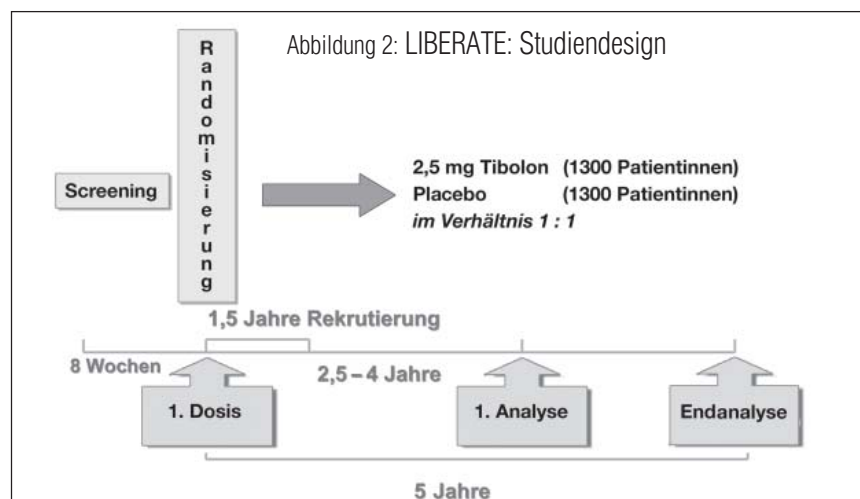 Abbildung 2: LIBERATE: Studiendesign
Randomisierung
Screening
2,5 mg Tibolon (1300 Patientinnen)
Placebo (1300 Patientinnen)
im Verhältnis 1 : 1
1,5 Jahre Rekrutierung
8 Wochen
2,5 – 4 Jahre
1. Dosis
1. Analyse
Endanalyse
5 Jahre